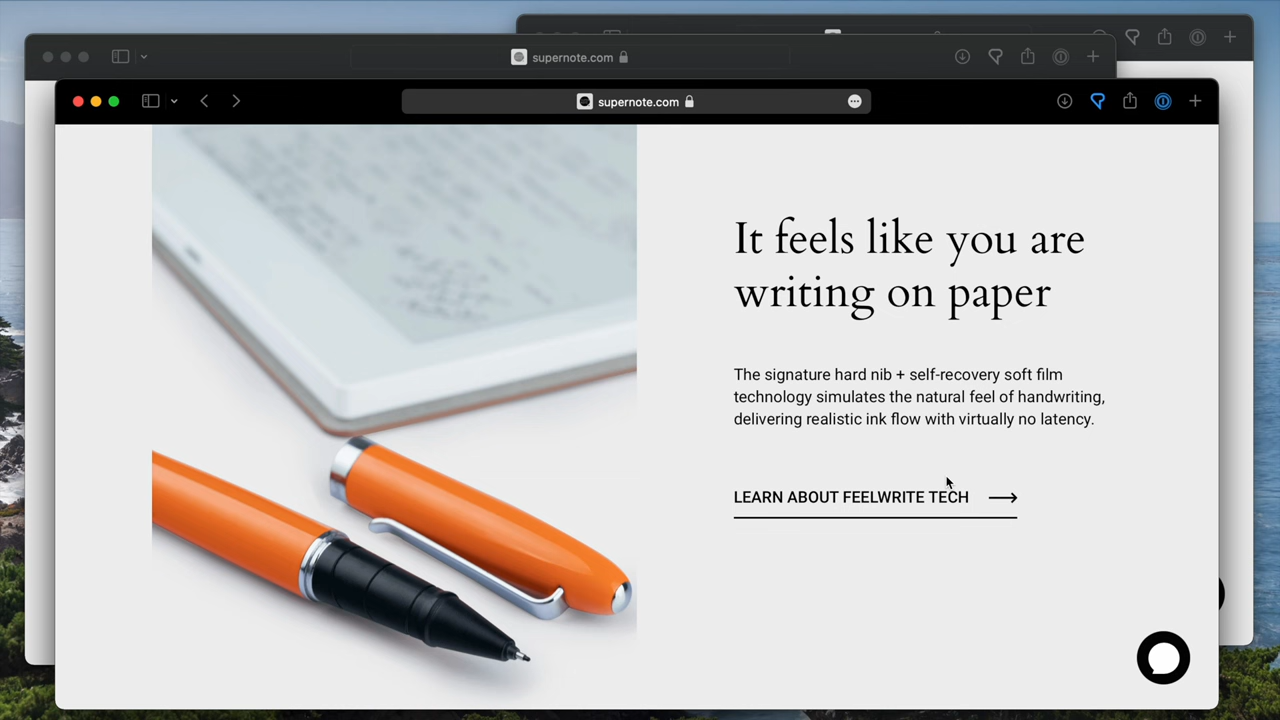 supernote.com
supernote.com
It feels like you are
writing on paper
The signature hard nib + self-recovery soft film
technology simulates the natural feel of handwriting,
delivering realistic ink flow with virtually no latency.
LEARN ABOUT FEELWRITE TECH